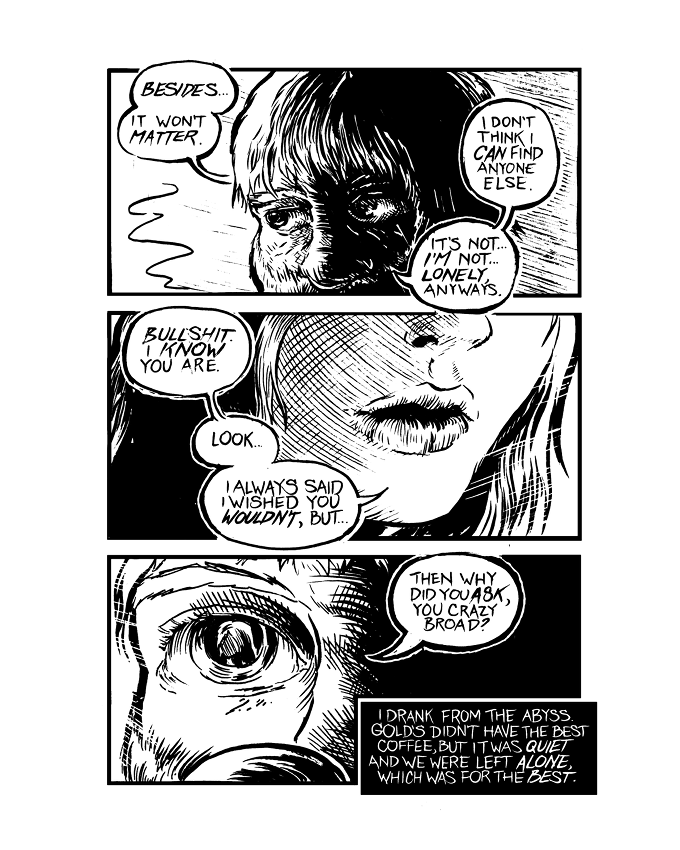 BESIDES...
IT WON'T
MATTER.
I DON'T
THINK I
CAN FIND
ANYONE
ELSE.
IT'S NOT...
I'M NOT...
LONELY,
ANYWAYS.
BULLSHIT.
I KNOW
YOU ARE.
LOOK...
I ALWAYS SAID
I WISHED YOU
WOULDN'T, BUT...
THEN WHY
DID YOU ASK,
YOU CRAZY
BROAD?
I DRANK FROM THE ABYSS.
GOLD'S DIDN'T HAVE THE BEST
COFFEE, BUT IT WAS QUIET
AND WE WERE LEFT ALONE,
WHICH WAS FOR THE BEST.